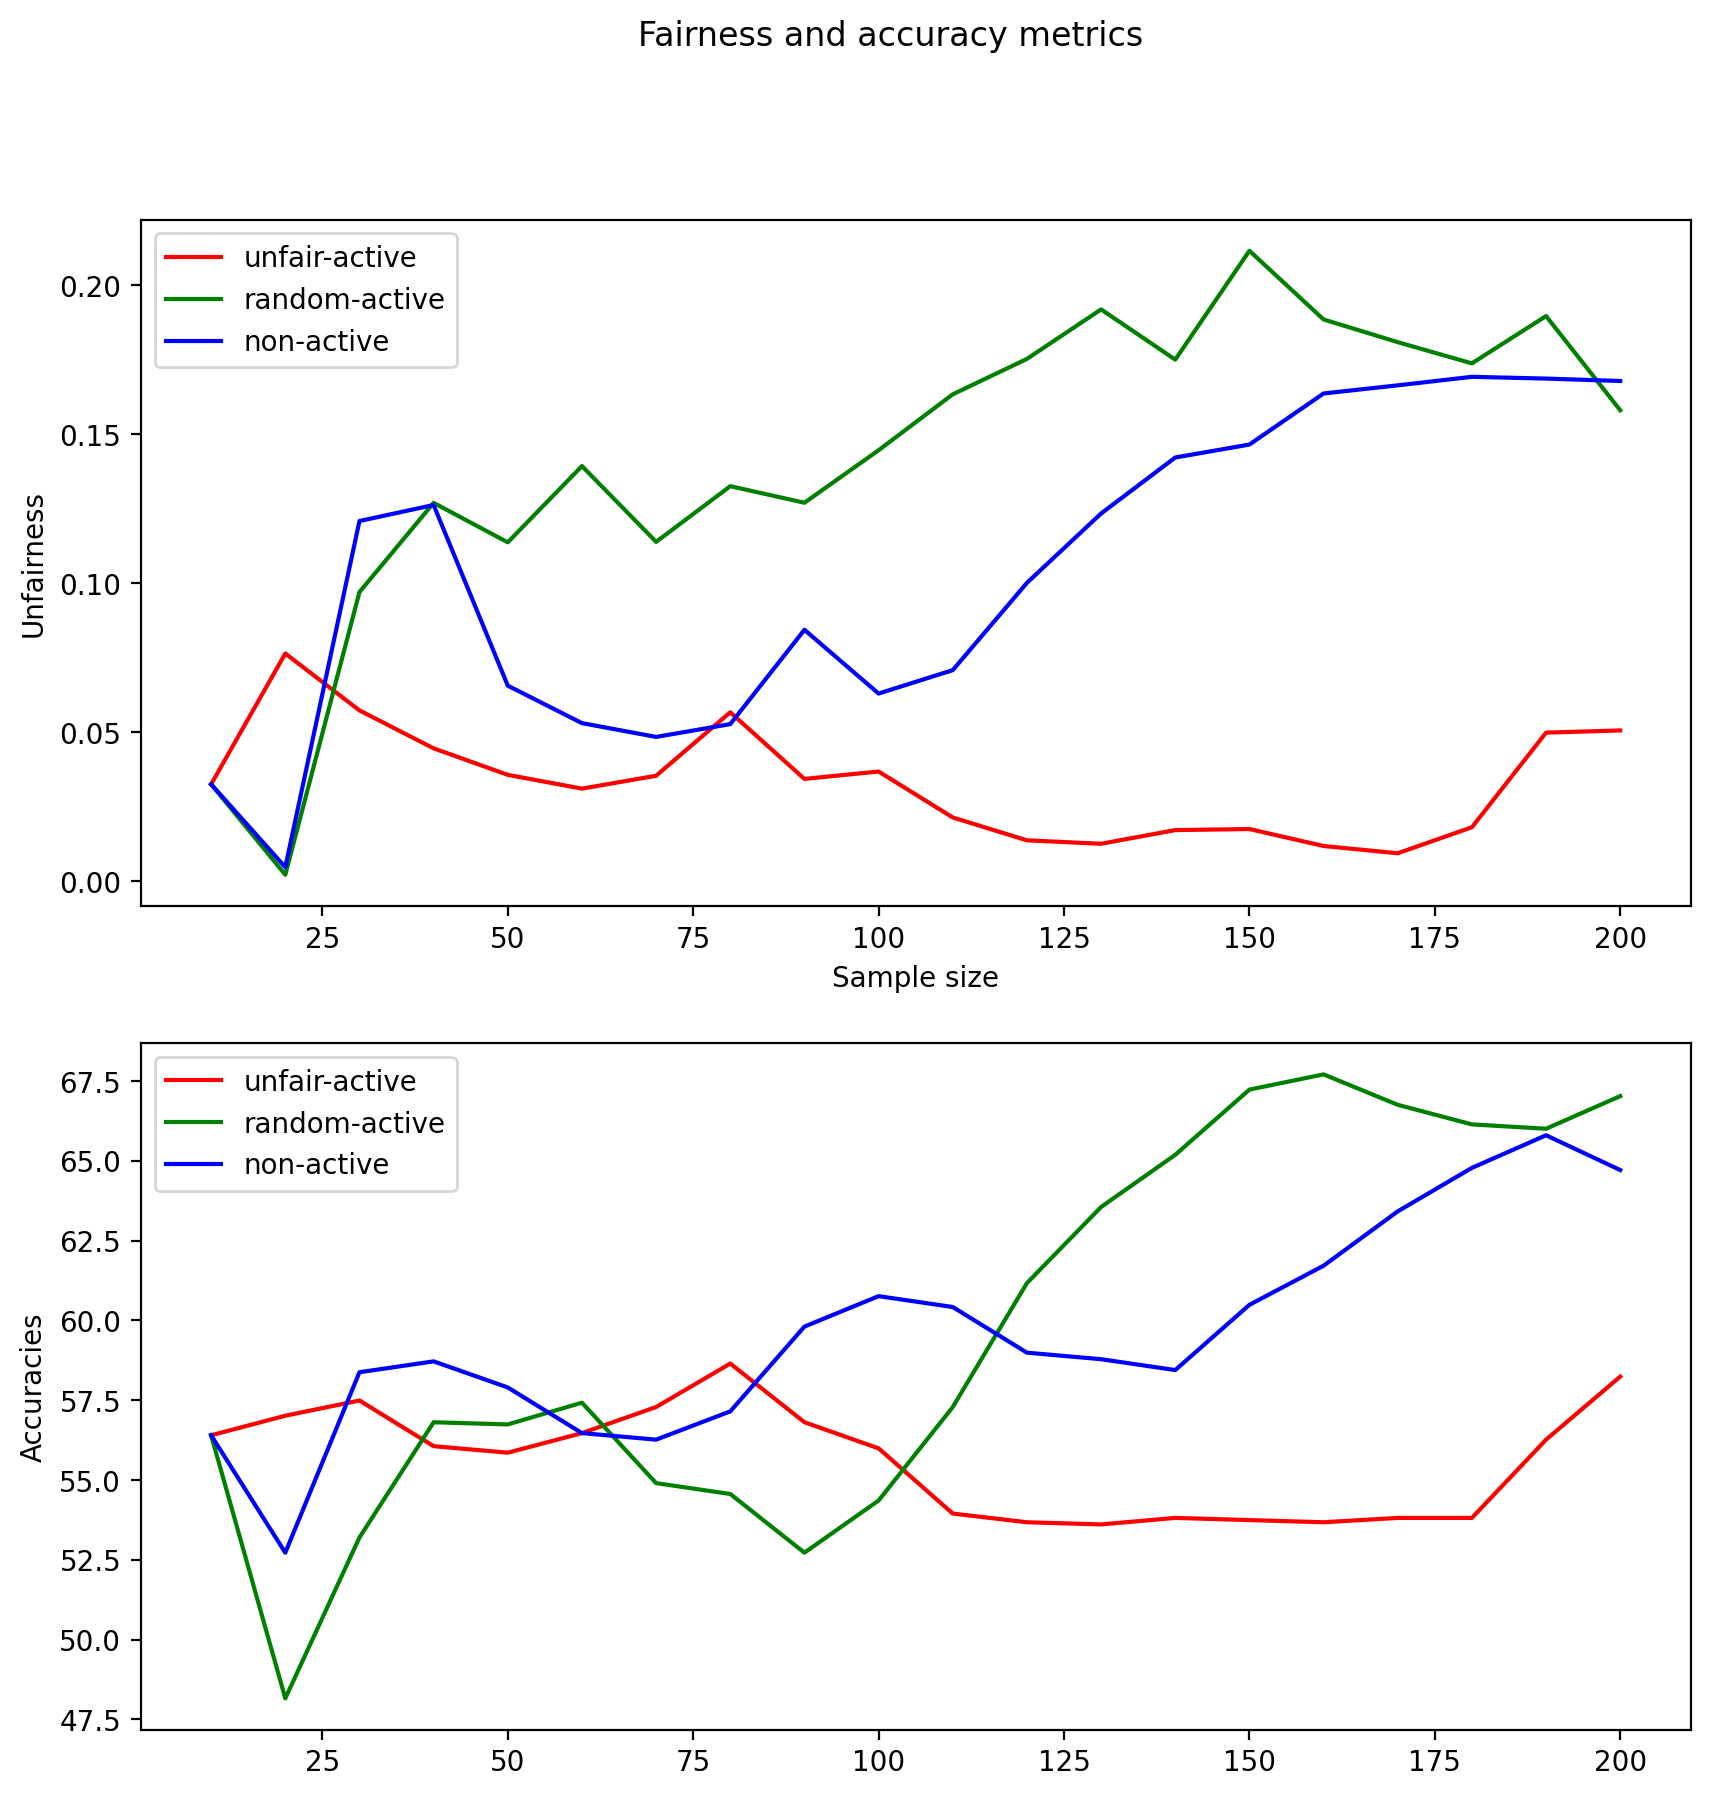 Fairness and accuracy metrics
unfair-active
random-active
non-active
0.20
0.15
0.10
0.05
0.00
Unfairness
25 50 75 100 125 150 175 200
Sample size
unfair-active
random-active
non-active
67.5
65.0
62.5
60.0
57.5
55.0
52.5
50.0
47.5
Accuracies
25 50 75 100 125 150 175 200